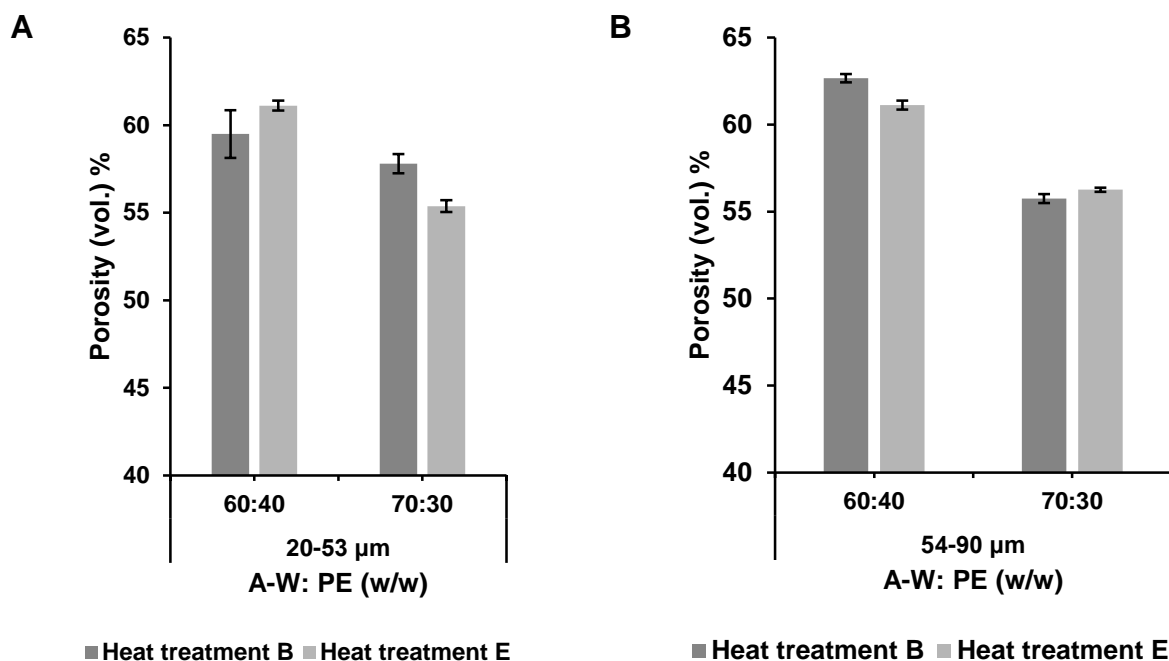 A
Porosity (vol.) %
65
60
55
50
45
40
60:40 70:30
20-53 µm
A-W: PE (w/w)
Heat treatment B Heat treatment E
B
Porosity (vol.) %
65
60
55
50
45
40
60:40 70:30
54-90 µm
A-W: PE (w/w)
Heat treatment B Heat treatment E